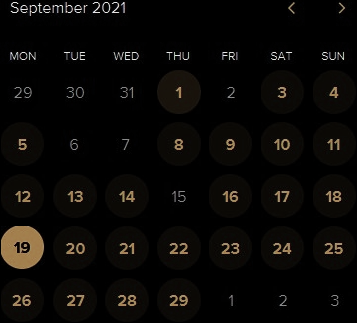 September 2021
MON TUE WED THU FRI SAT SUN
29 30 31 1 2 3 4
5 6 7 8 9 10 11
12 13 14 15 16 17 18
19 20 21 22 23 24 25
26 27 28 29 1 2 3